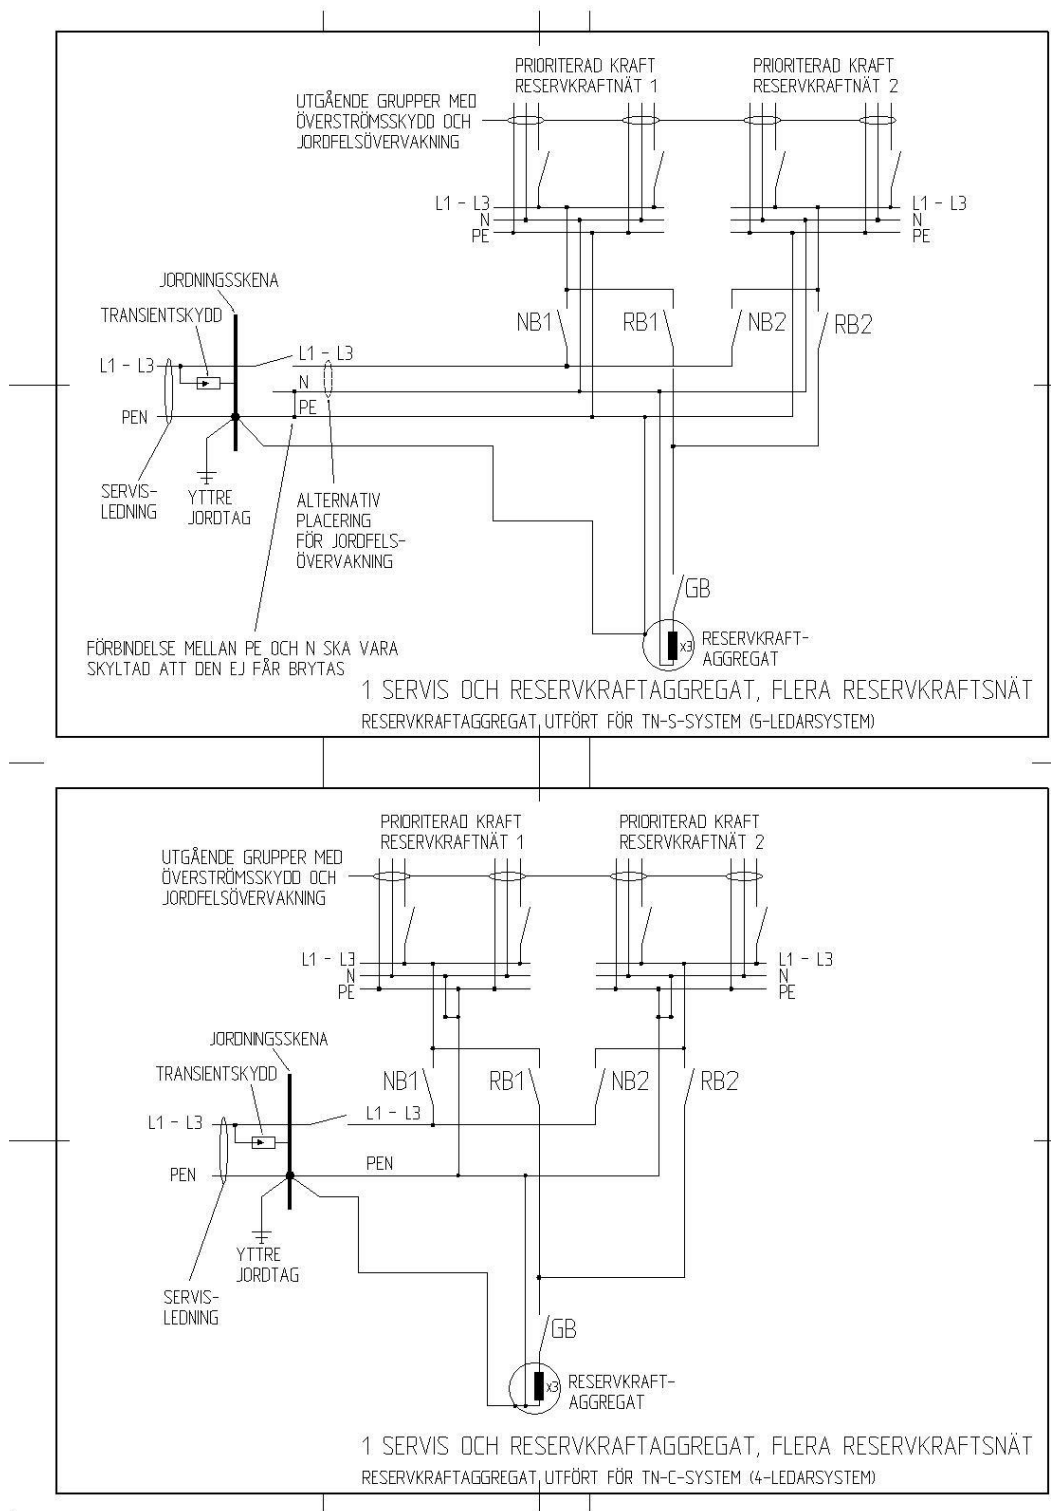 PRIORITERAD KRAFT
RESERVKRAFTNÄT 1
PRIORITERAD KRAFT
RESERVKRAFTNÄT 2
UTGÅENDE GRUPPER MED
ÖVERSTRÖMSSKYDD OCH
JORDFELSÖVERVAKNING
L1 - L3
N
PE
L1 - L3
N
PE
JORDNINGSSKENA
TRANSIENTSKYDD
NB1
RB1
NB2
RB2
L1 - L3
L1 - L3
N
PE
PEN
SERVIS-
LEDNING
YTTRE
JORDTAG
ALTERNATIV
PLACERING
FÖR JORDFELS-
ÖVERVAKNING
GB
x3
RESERVKRAFT-
AGGREGAT
FÖRBINDELSE MELLAN PE OCH N SKA VARA
SKYLTAD ATT DEN EJ FÅR BRYTAS
1 SERVIS OCH RESERVKRAFTAGGREGAT, FLERA RESERVKRAFTSNÄT
RESERVKRAFTAGGREGAT UTFÖRT FÖR TN-S-SYSTEM (5-LEDARSYSTEM)
PRIORITERAD KRAFT
RESERVKRAFTNÄT 1
PRIORITERAD KRAFT
RESERVKRAFTNÄT 2
UTGÅENDE GRUPPER MED
ÖVERSTRÖMSSKYDD OCH
JORDFELSÖVERVAKNING
L1 - L3
N
PE
L1 - L3
N
PE
JORDNINGSSKENA
TRANSIENTSKYDD
NB1
RB1
NB2
RB2
L1 - L3
L1 - L3
PEN
PEN
YTTRE
JORDTAG
SERVIS-
LEDNING
GB
x3
RESERVKRAFT-
AGGREGAT
1 SERVIS OCH RESERVKRAFTAGGREGAT, FLERA RESERVKRAFTSNÄT
RESERVKRAFTAGGREGAT UTFÖRT FÖR TN-C-SYSTEM (4-LEDARSYSTEM)